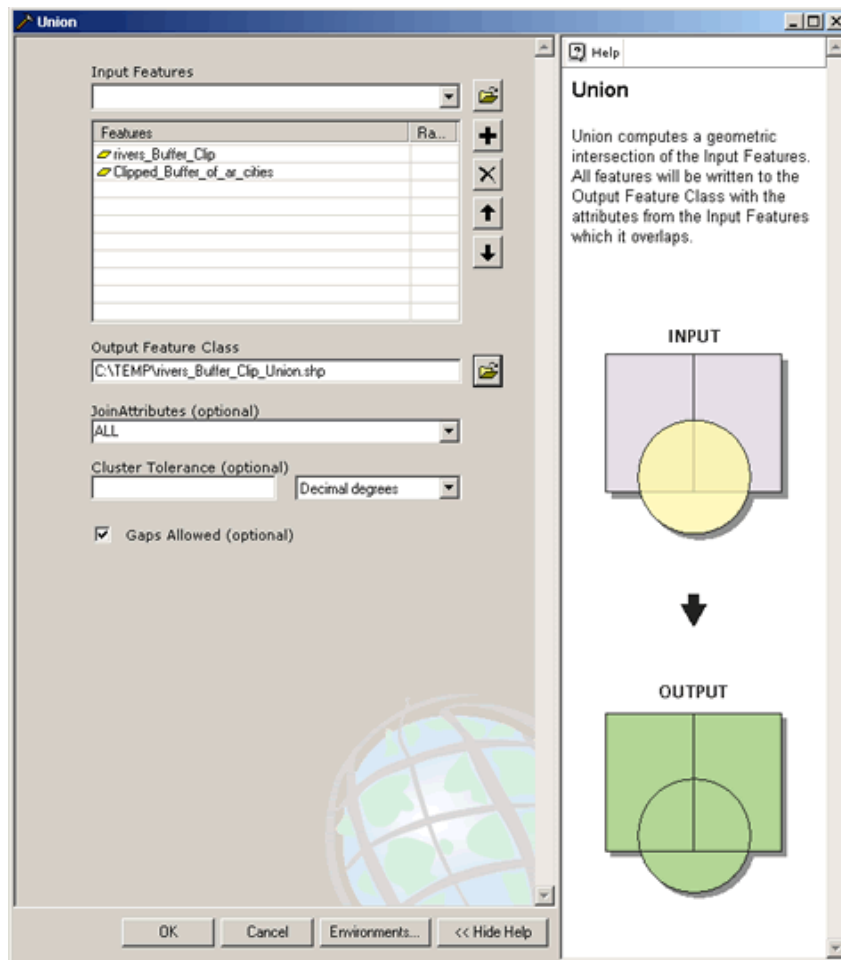 Union
Input Features
Features Ra...
rivers_Buffer_Clip
Clipped_Buffer_of_ar_cities
Output Feature Class
C:\TEMP\rivers_Buffer_Clip_Union.shp
JoinAttributes (optional)
ALL
Cluster Tolerance (optional)
Decimal degrees
Gaps Allowed (optional)
OK Cancel Environments... << Hide Help
Help
Union
Union computes a geometric
intersection of the Input Features.
All features will be written to the
Output Feature Class with the
attributes from the Input Features
which it overlaps.
INPUT
OUTPUT